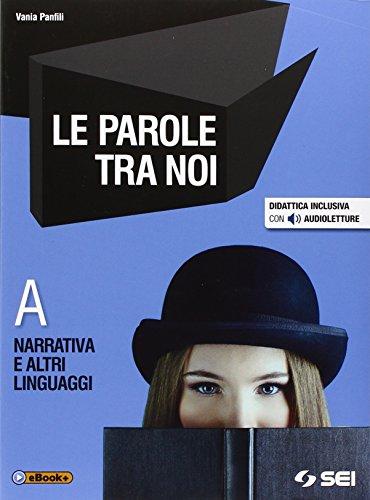 Vania Panfili
LE PAROLE
TRA NOI
DIDATTICA INCLUSIVA
CON AUDIOLETTURE
A
NARRATIVA
E ALTRI
LINGUAGGI
eBook+
SEI